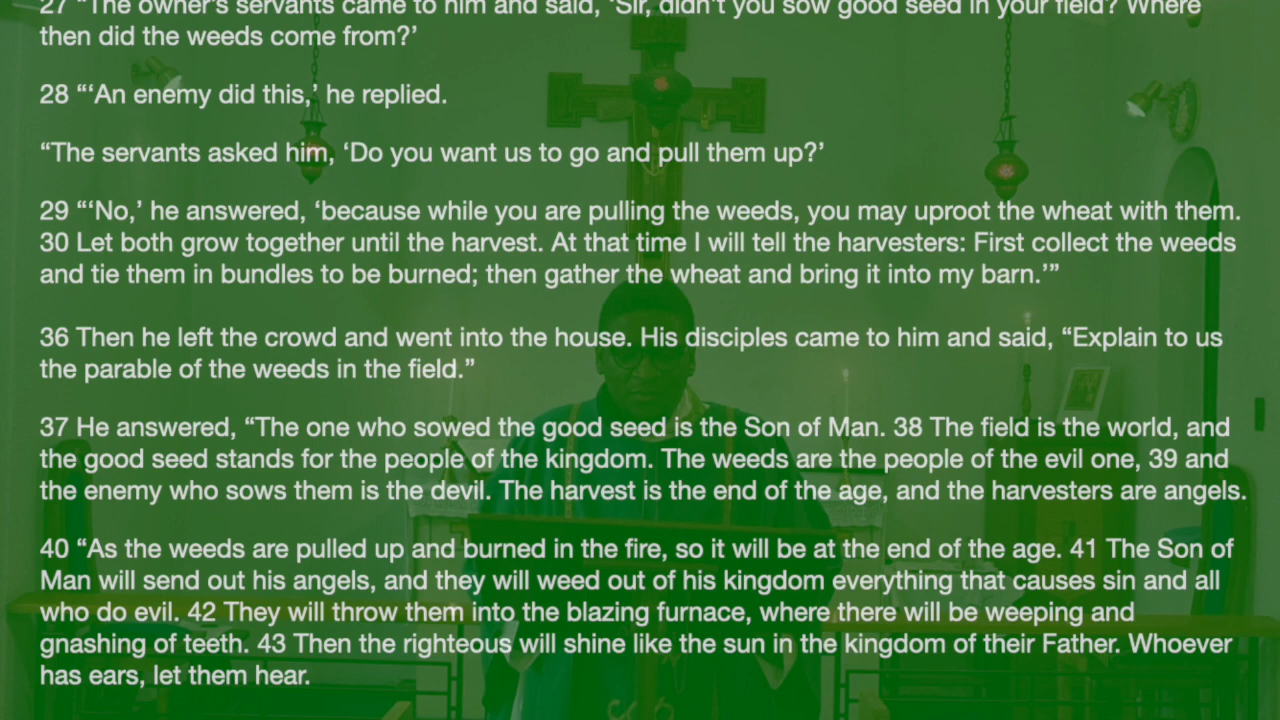 27 “The owner’s servants came to him and said, ‘Sir, didn’t you sow good seed in your field? Where
then did the weeds come from?’
28 “‘An enemy did this,’ he replied.
“The servants asked him, ‘Do you want us to go and pull them up?’
29 “‘No,’ he answered, ‘because while you are pulling the weeds, you may uproot the wheat with them.
30 Let both grow together until the harvest. At that time I will tell the harvesters: First collect the weeds
and tie them in bundles to be burned; then gather the wheat and bring it into my barn.’”
36 Then he left the crowd and went into the house. His disciples came to him and said, “Explain to us
the parable of the weeds in the field.”
37 He answered, “The one who sowed the good seed is the Son of Man. 38 The field is the world, and
the good seed stands for the people of the kingdom. The weeds are the people of the evil one, 39 and
the enemy who sows them is the devil. The harvest is the end of the age, and the harvesters are angels.
40 “As the weeds are pulled up and burned in the fire, so it will be at the end of the age. 41 The Son of
Man will send out his angels, and they will weed out of his kingdom everything that causes sin and all
who do evil. 42 They will throw them into the blazing furnace, where there will be weeping and
gnashing of teeth. 43 Then the righteous will shine like the sun in the kingdom of their Father. Whoever
has ears, let them hear.